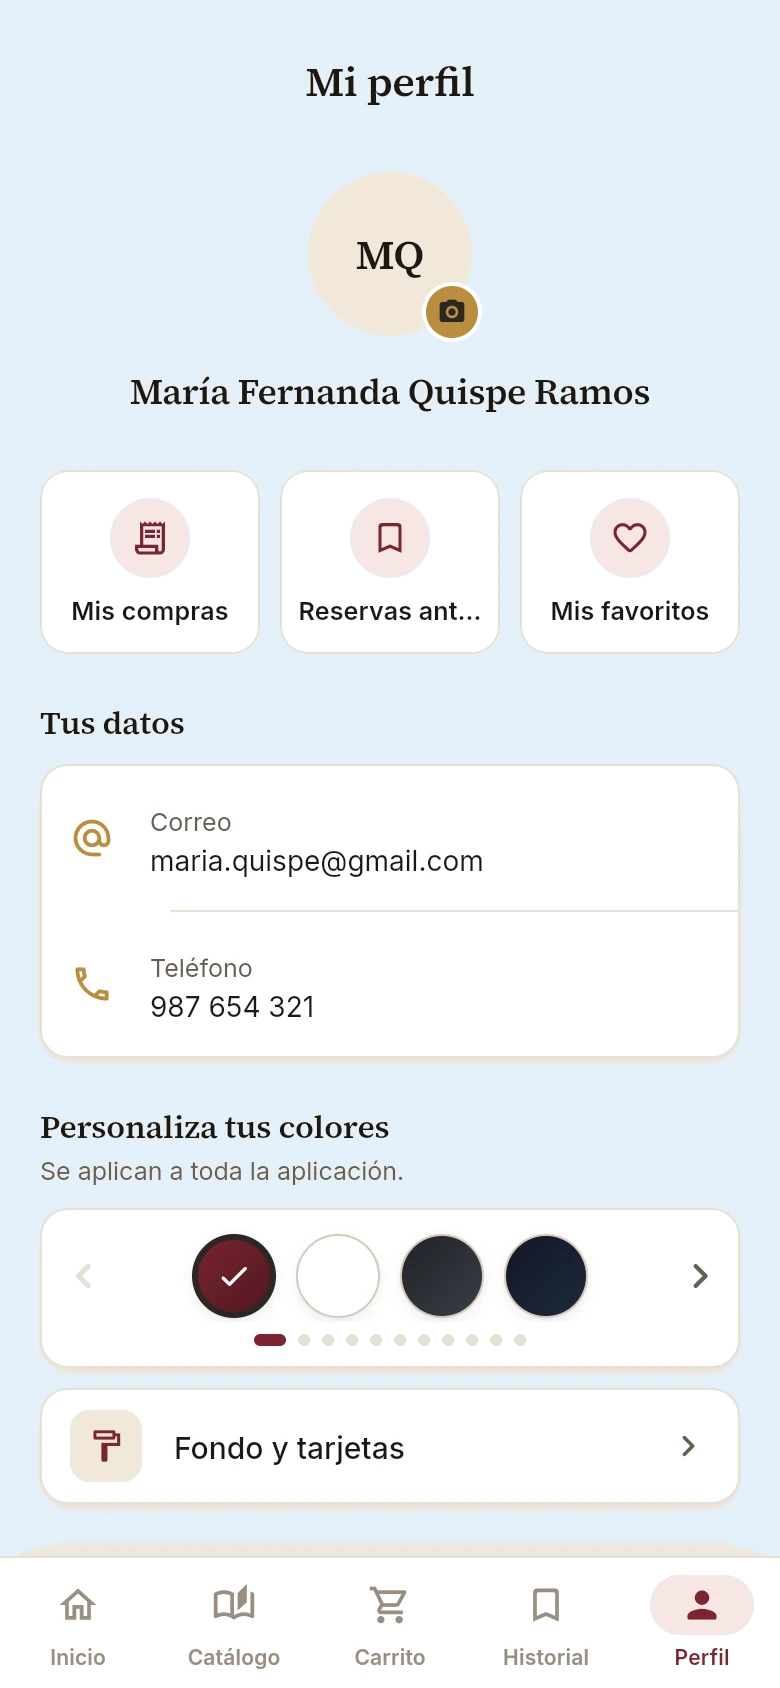 Mi perfil
MQ
María Fernanda Quispe Ramos
Mis compras
Reservas ant...
Mis favoritos
Tus datos
Correo
maria.quispe@gmail.com
Teléfono
987 654 321
Personaliza tus colores
Se aplican a toda la aplicación.
Fondo y tarjetas
Inicio
Catálogo
Carrito
Historial
Perfil